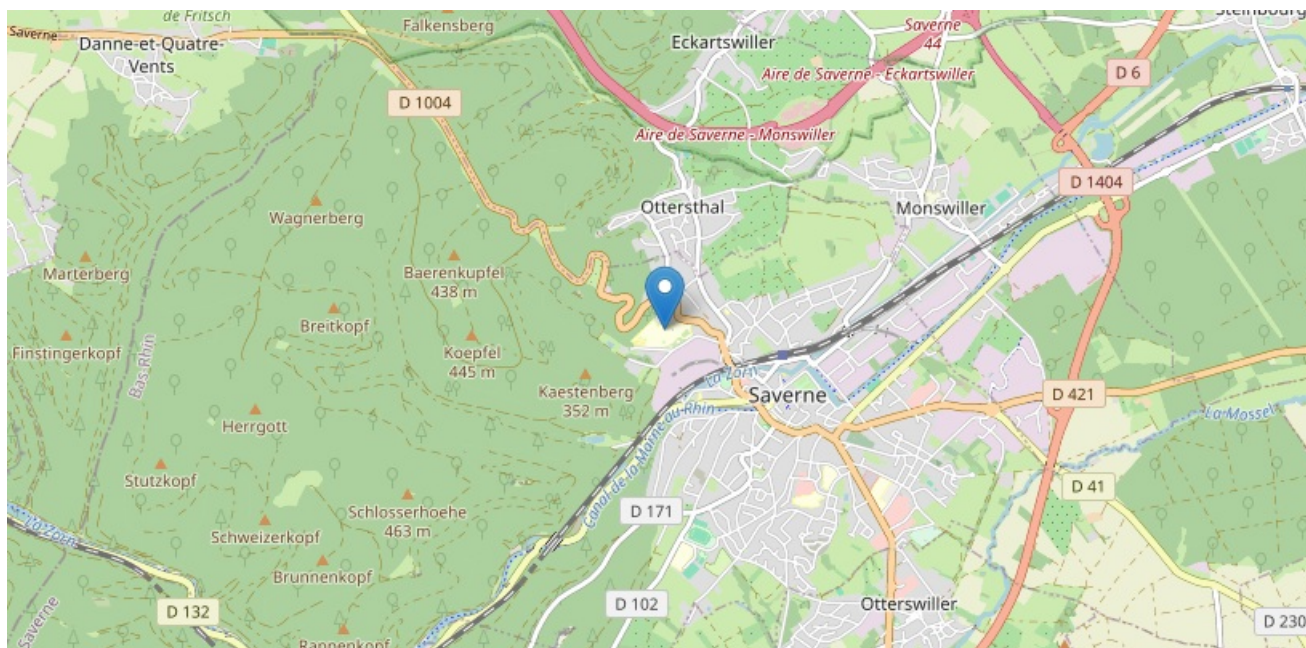 de Fritsch
Falkensberg
Saverne
Danne-et-Quatre-
Vents
Eckartswiller
Saverne
44
Steinbourg
Aire de Saverne - Eckartswiller
D 6
D 1004
Aire de Saverne - Monswiller
D 1404
Wagnerberg
Ottersthal
Monswiller
Marterberg
Baerenkupfel
438 m
Breitkopf
Finstingerkopf
Koepfel
445 m
Bas Rhin
Kaestenberg
352 m
La Zorn
Saverne
D 421
La Mossel
Herrgott
Canal de la Marne au Rhin
Stutzkopf
D 41
Schlosserhoehe
463 m
D 171
La Zorn
Schweizerkopf
Brunnenkopf
D 132
D 102
Otterswiller
D 230
Saverne
Rappenkopf